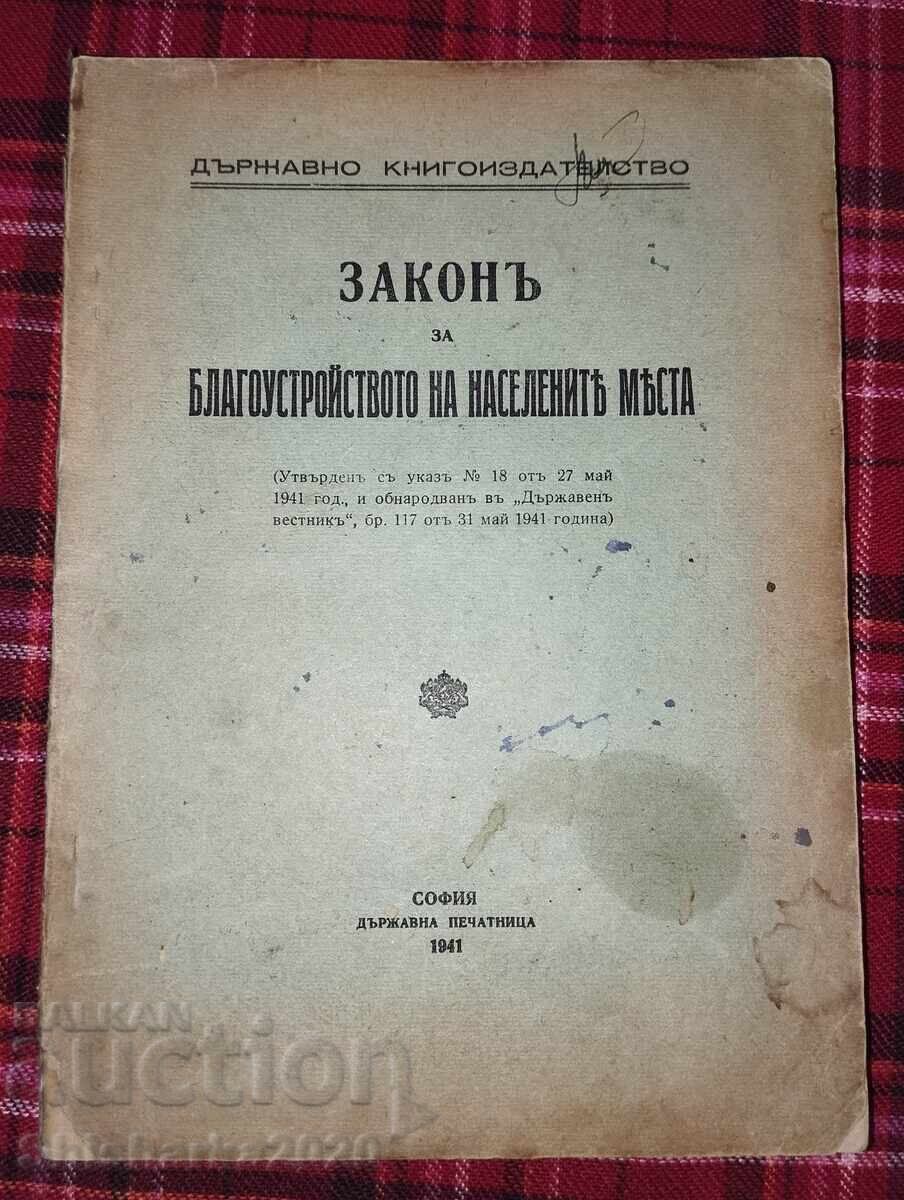 ДЪРЖАВНО КНИГОИЗДАТЕЛСТВО
ЗАКОНЪ
ЗА
БЛАГОУСТРОЙСТВОТО НА НАСЕЛЕНИТѢ МѢСТА
(Утвърденъ съ указъ № 18 отъ 27 май
1941 год., и обнародванъ въ „Държавенъ
вестникъ“, бр. 117 отъ 31 май 1941 година)
СОФИЯ
ДЪРЖАВНА ПЕЧАТНИЦА
1941
BALKAN
auction
shisharka2020